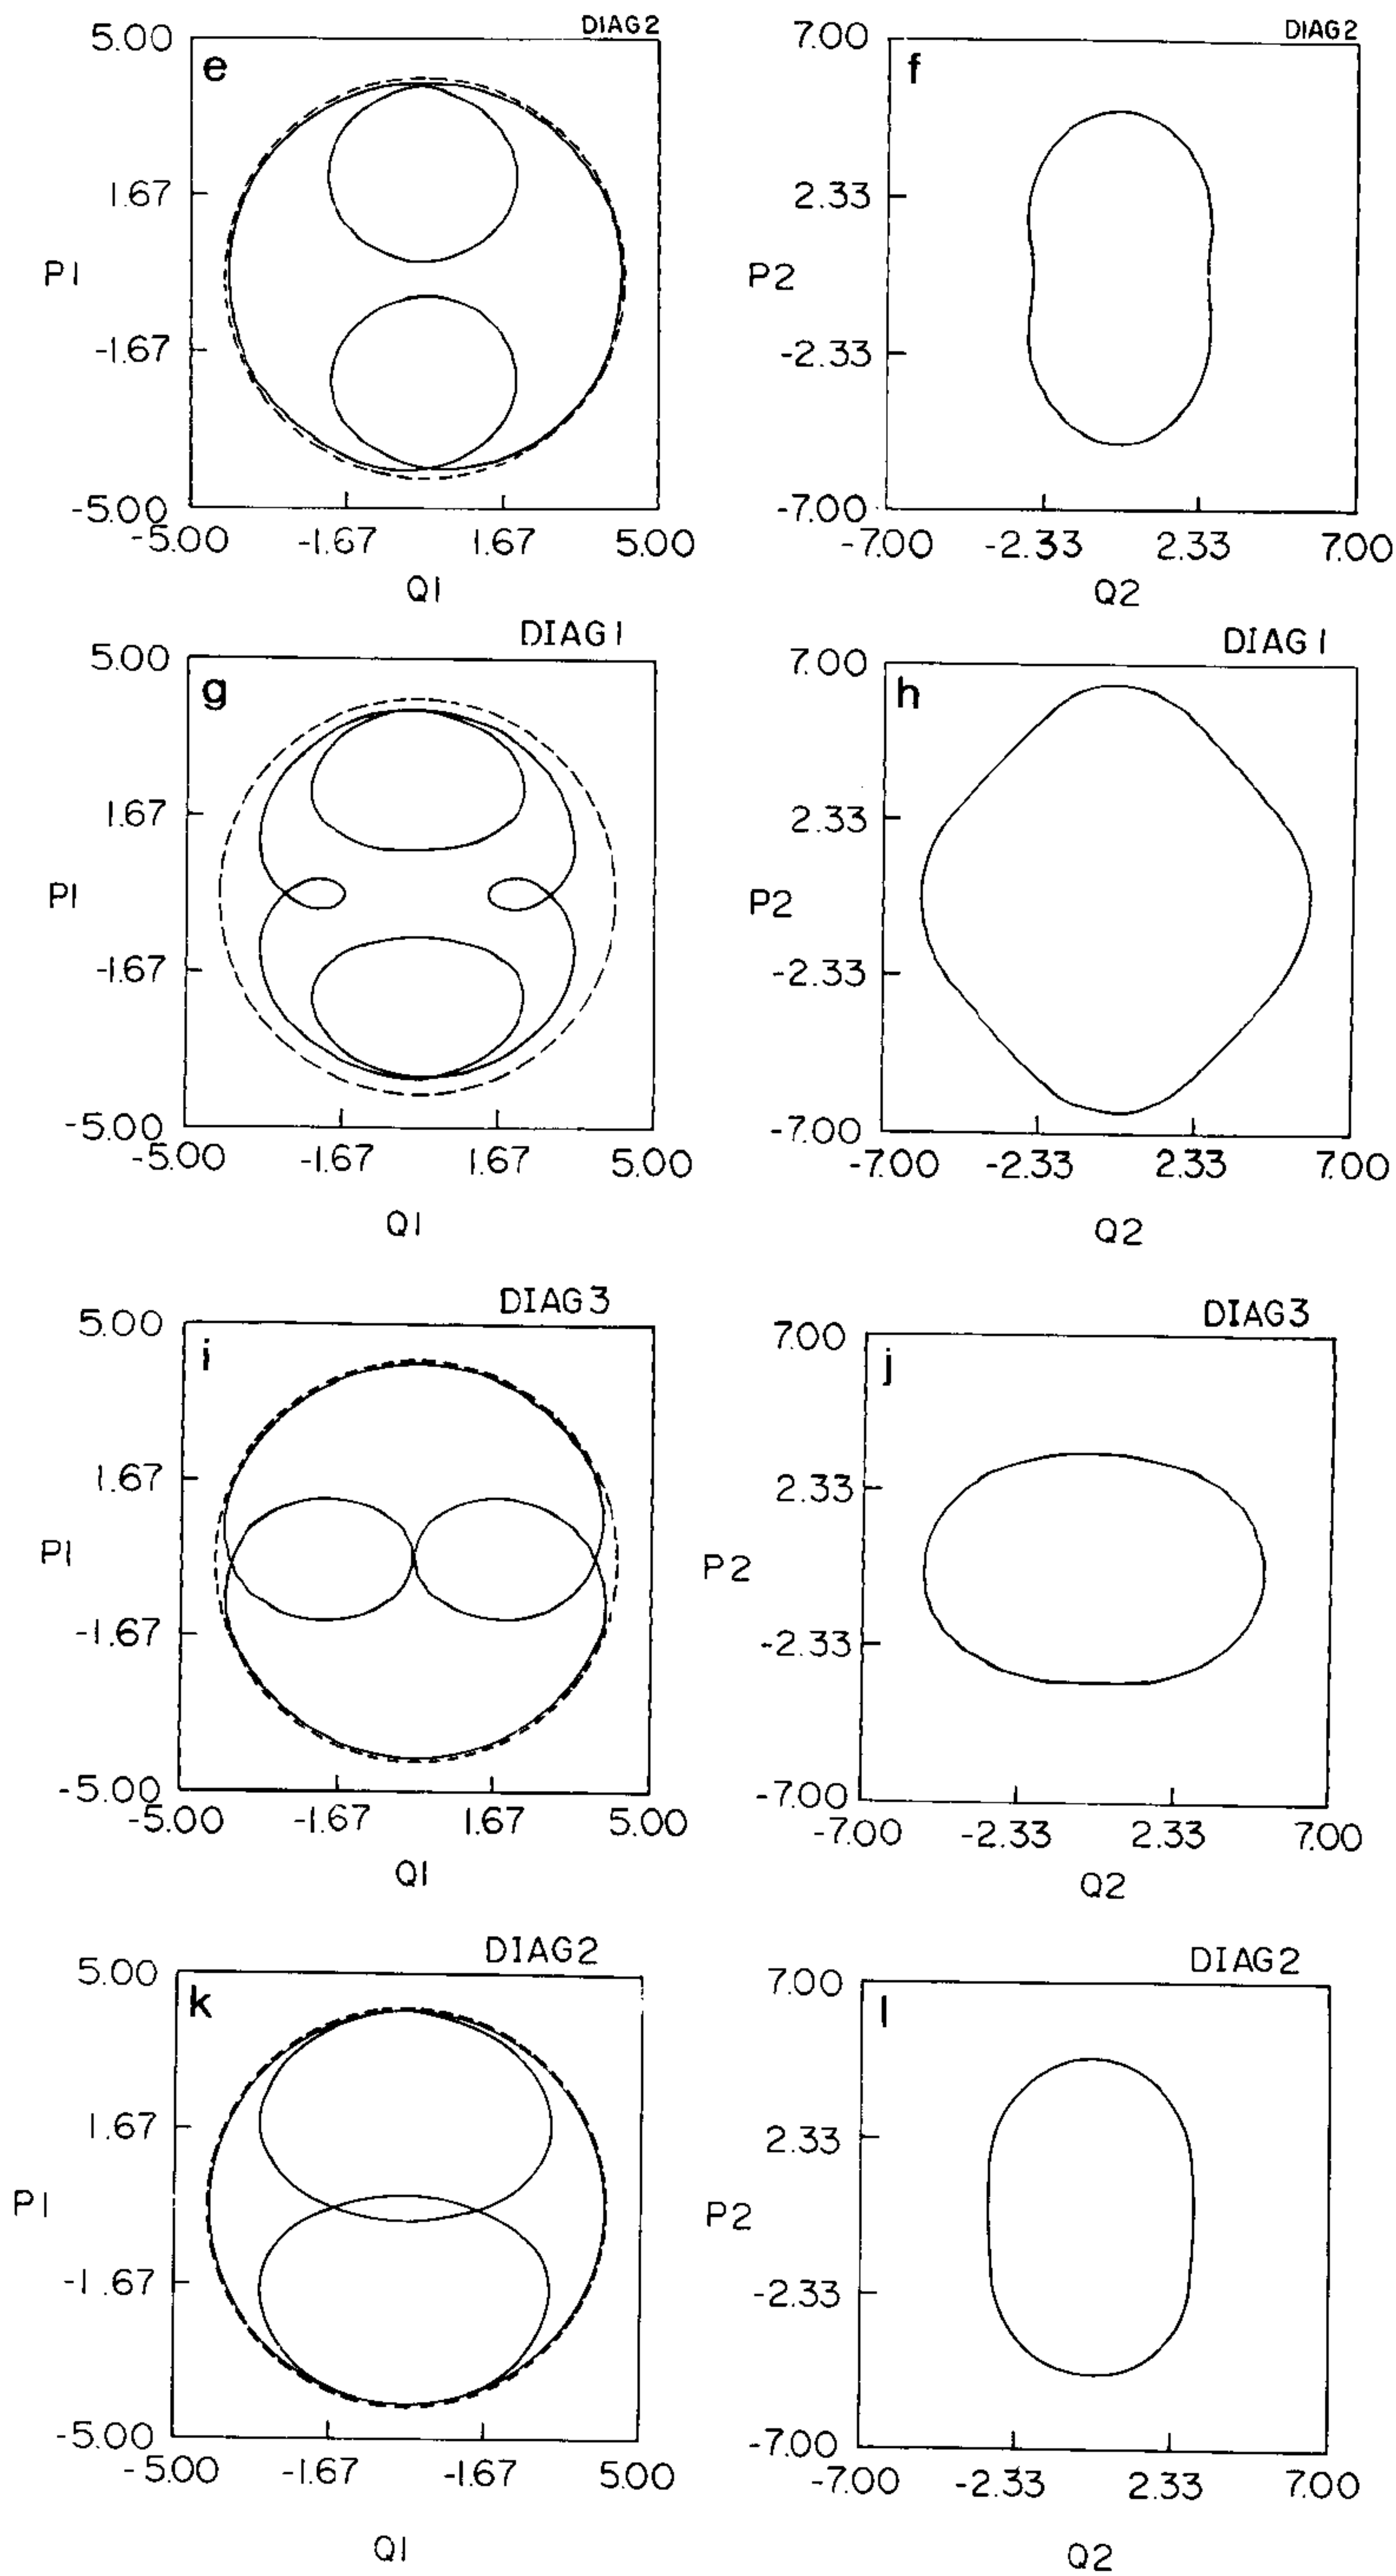 DIAG2
5.00
e
1.67
P1
-1.67
-5.00
-5.00 -1.67 1.67 5.00
Q1
DIAG2
7.00
f
2.33
P2
-2.33
-7.00
-7.00 -2.33 2.33 7.00
Q2
DIAG1
5.00
g
1.67
P1
-1.67
-5.00
-5.00 -1.67 1.67 5.00
Q1
DIAG1
7.00
h
2.33
P2
-2.33
-7.00
-7.00 -2.33 2.33 7.00
Q2
DIAG3
5.00
i
1.67
P1
-1.67
-5.00
-5.00 -1.67 1.67 5.00
Q1
DIAG3
7.00
j
2.33
P2
-2.33
-7.00
-7.00 -2.33 2.33 7.00
Q2
DIAG2
5.00
k
1.67
P1
-1.67
-5.00
-5.00 -1.67 -1.67 5.00
Q1
DIAG2
7.00
l
2.33
P2
-2.33
-7.00
-7.00 -2.33 2.33 7.00
Q2